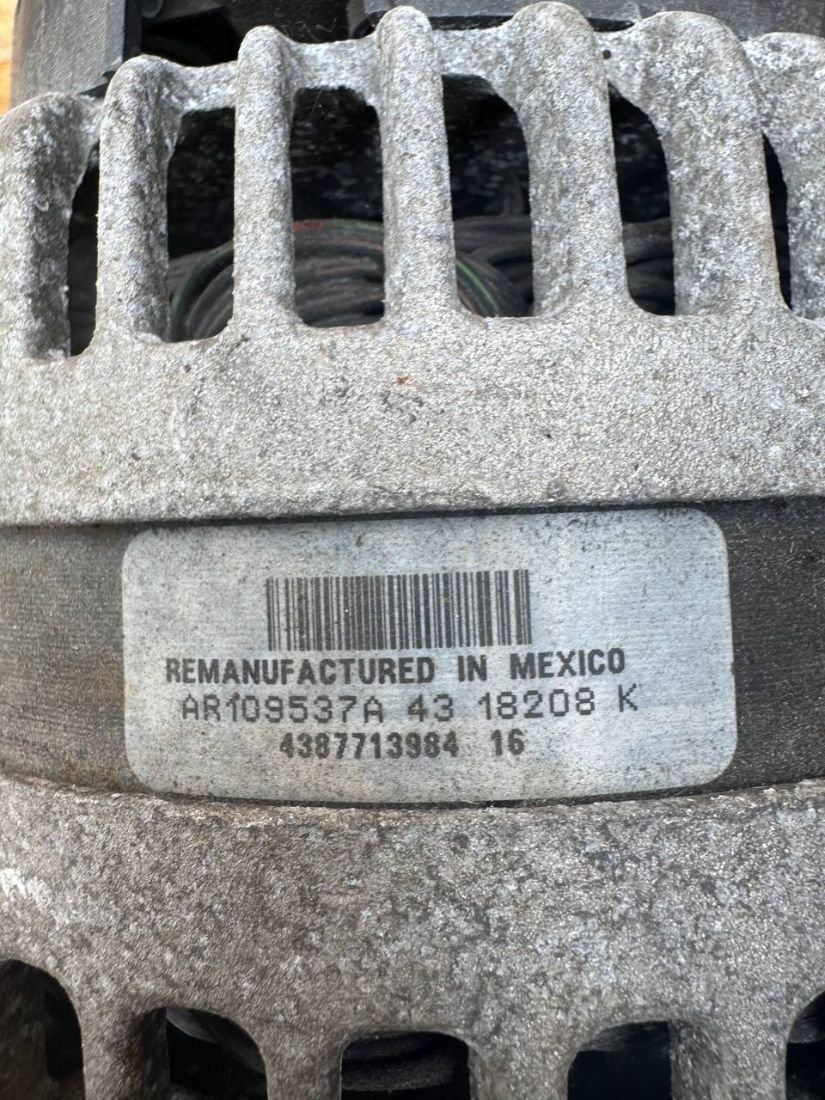 REMANUFACTURED IN MEXICO
AR109537A 43 18208 K
4387713984 16